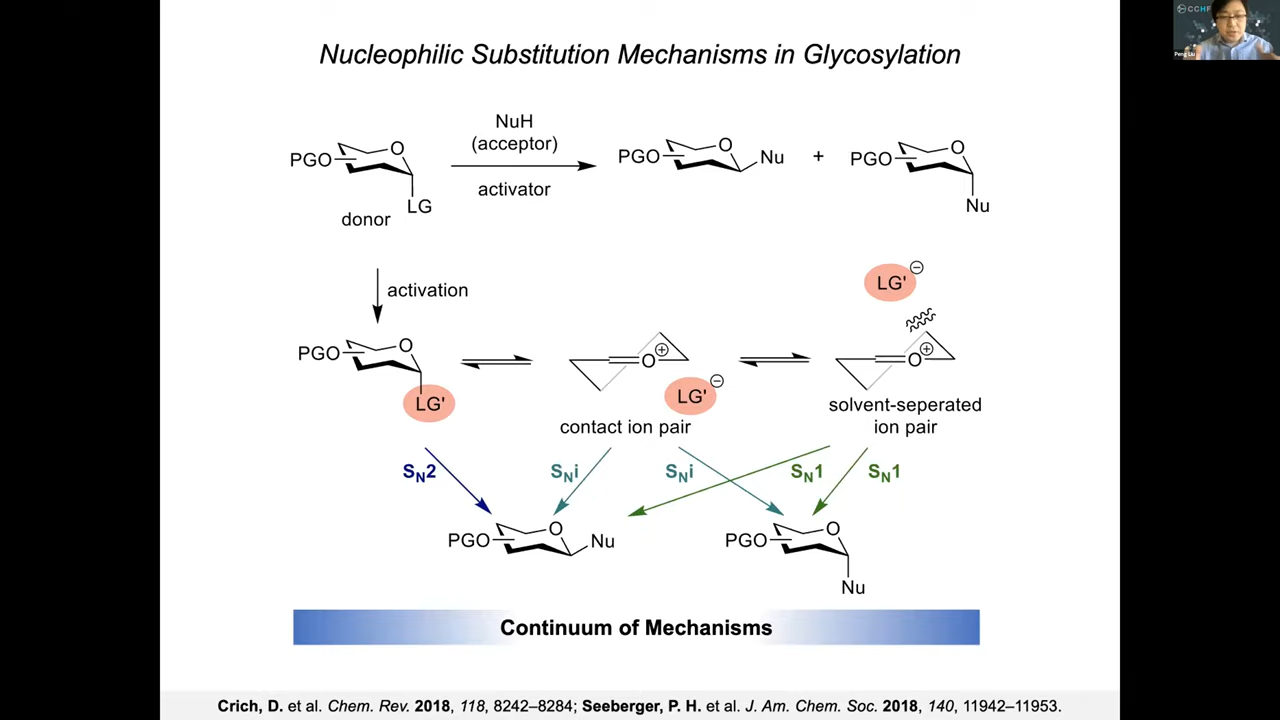 CCHF
Peng Liu
Nucleophilic Substitution Mechanisms in Glycosylation
NuH
(acceptor)
activator
PGO
O
LG
donor
PGO
O
Nu
+
PGO
O
Nu
activation
PGO
O
LG'
O
+
LG'
−
contact ion pair
LG'
−
O
+
solvent-seperated
ion pair
SN2
SNi
SNi
SN1
SN1
PGO
O
Nu
PGO
O
Nu
Continuum of Mechanisms
Crich, D. et al. Chem. Rev. 2018, 118, 8242–8284; Seeberger, P. H. et al. J. Am. Chem. Soc. 2018, 140, 11942–11953.